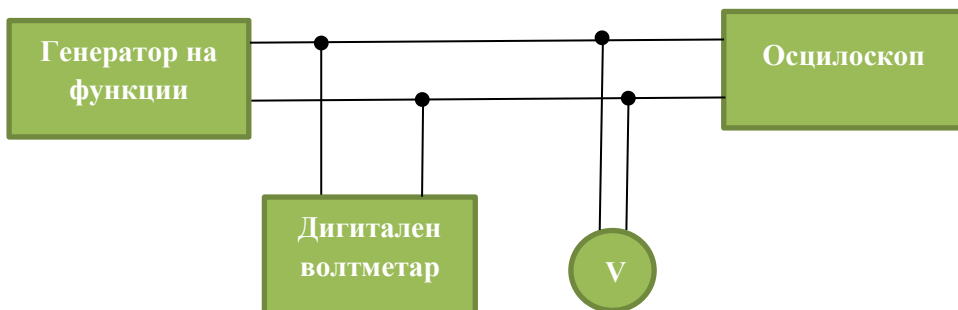 Генератор на
функции
Осцилоскоп
Дигитален
волтметар
V